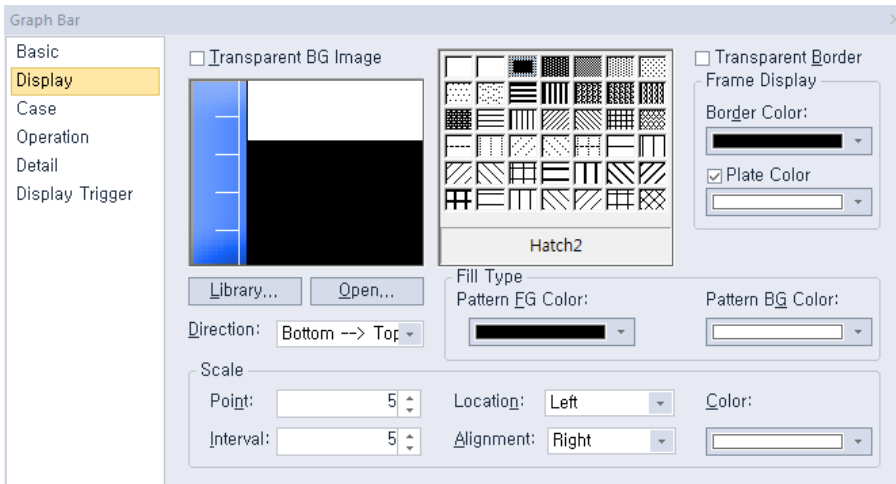 Graph Bar
Basic
Display
Case
Operation
Detail
Display Trigger
Transparent BG Image
Hatch2
Transparent Border
Frame Display
Border Color:
Plate Color
Library...
Open...
Direction:
Bottom --> Top
Fill Type
Pattern FG Color:
Pattern BG Color:
Scale
Point:
5
Location:
Left
Color:
Interval:
5
Alignment:
Right